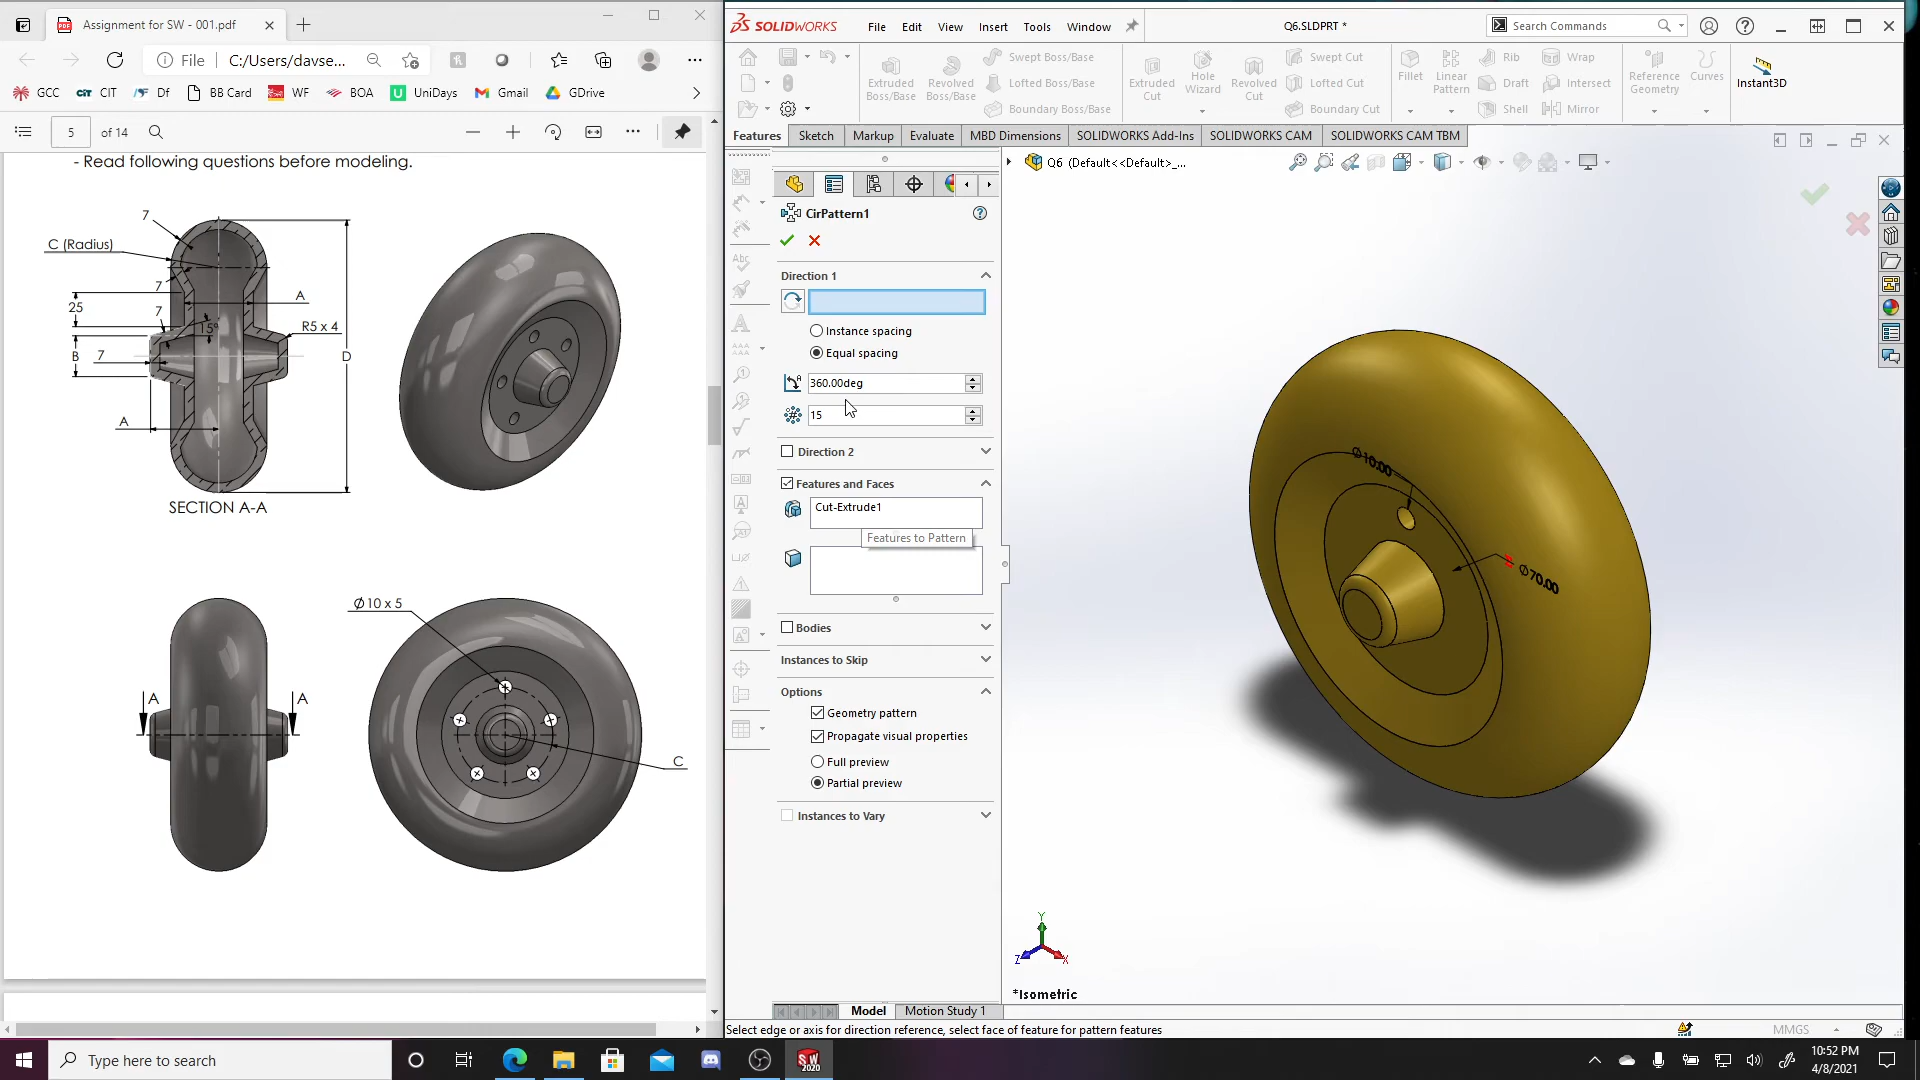 Assignment for SW - 001.pdf
File
C:/Users/davse...
GCC
CIT
Df
BB Card
WF
BOA
UniDays
Gmail
GDrive
5
of 14
- Read following questions before modeling.
7
C (Radius)
7
25
A
7
15°
R5 x 4
B
7
D
A
SECTION A-A
Ø10 x 5
A
A
C
SOLIDWORKS
File
Edit
View
Insert
Tools
Window
Q6.SLDPRT *
Search Commands
Extruded Boss/Base
Revolved Boss/Base
Swept Boss/Base
Lofted Boss/Base
Boundary Boss/Base
Extruded Cut
Hole Wizard
Revolved Cut
Swept Cut
Lofted Cut
Boundary Cut
Fillet
Linear Pattern
Rib
Draft
Shell
Wrap
Intersect
Mirror
Reference Geometry
Curves
Instant3D
Features
Sketch
Markup
Evaluate
MBD Dimensions
SOLIDWORKS Add-Ins
SOLIDWORKS CAM
SOLIDWORKS CAM TBM
Q6 (Default<<Default>_...
CirPattern1
Direction 1
Instance spacing
Equal spacing
360.00deg
15
Direction 2
Features and Faces
Cut-Extrude1
Features to Pattern
Bodies
Instances to Skip
Options
Geometry pattern
Propagate visual properties
Full preview
Partial preview
Instances to Vary
Ø10.00
Ø70.00
Y
Z
X
*Isometric
Model
Motion Study 1
Select edge or axis for direction reference, select face of feature for pattern features
MMGS
Type here to search
SW
2020
10:52 PM
4/8/2021